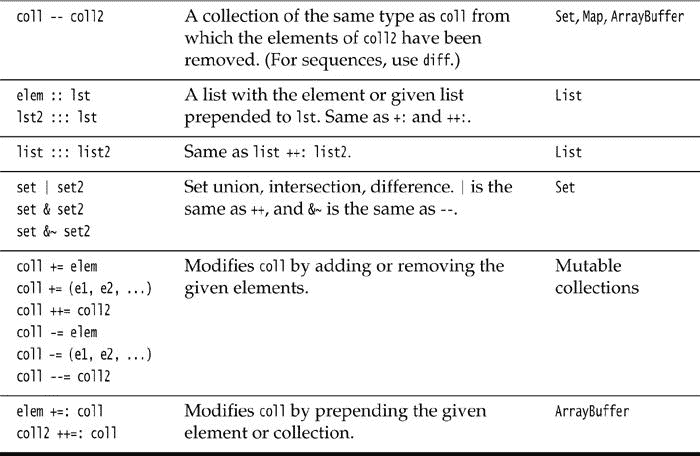 coll -- coll2 A collection of the same type as coll from Set, Map, ArrayBuffer
which the elements of coll2 have been
removed. (For sequences, use diff.)
elem :: lst A list with the element or given list List
lst2 ::: lst prepended to lst. Same as +: and ++:.
list ::: list2 Same as list ++: list2. List
set | set2 Set union, intersection, difference. | is the Set
set & set2 same as ++, and &~ is the same as --.
set &~ set2
coll += elem Modifies coll by adding or removing the Mutable
coll += (e1, e2, ...) given elements. collections
coll ++= coll2
coll -= elem
coll -= (e1, e2, ...)
coll --= coll2
elem +=: coll Modifies coll by prepending the given ArrayBuffer
coll2 ++=: coll element or collection.